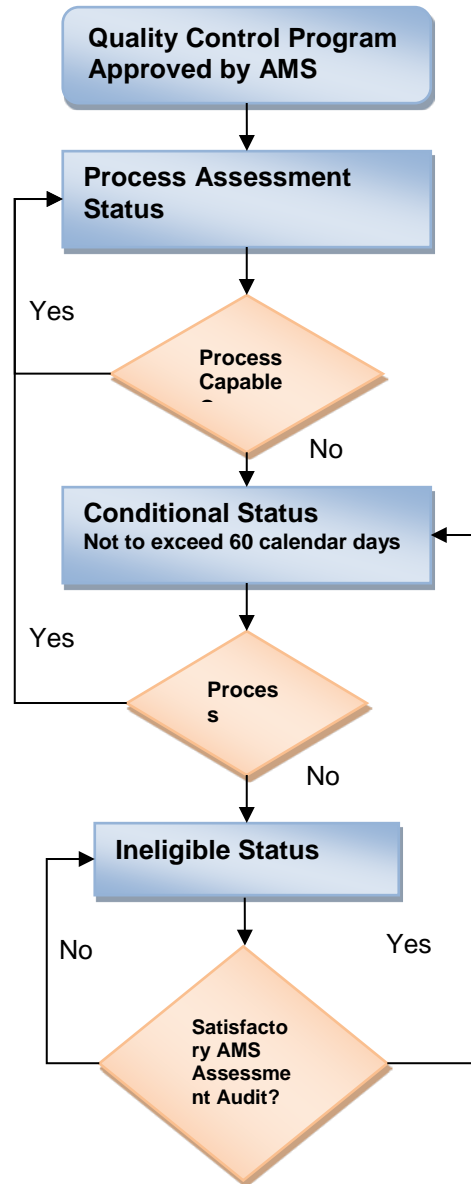 Quality Control Program
Approved by AMS
Process Assessment
Status
Yes
Process
Capable
No
Conditional Status
Not to exceed 60 calendar days
Yes
Proces
s
No
Ineligible Status
No
Yes
Satisfacto
ry AMS
Assessme
nt Audit?